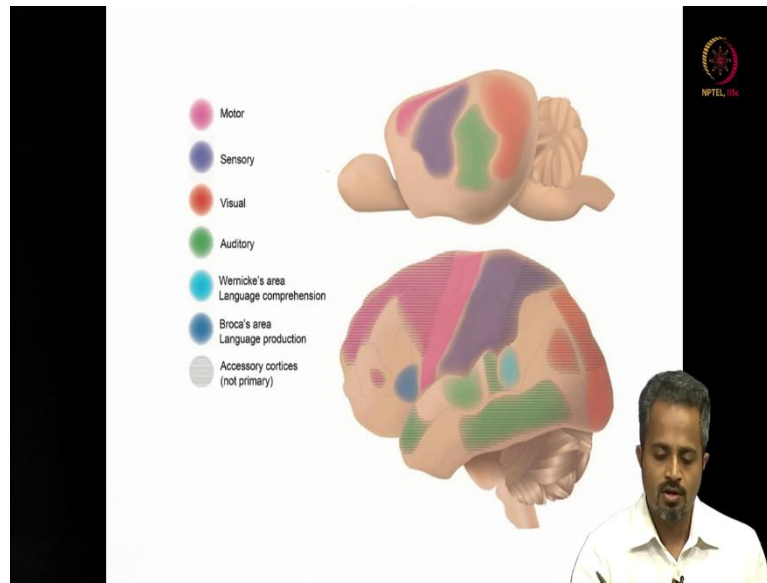 Motor
Sensory
Visual
Auditory
Wernicke's area
Language comprehension
Broca's area
Language production
Accessory cortices
(not primary)
NPTEL, IISc